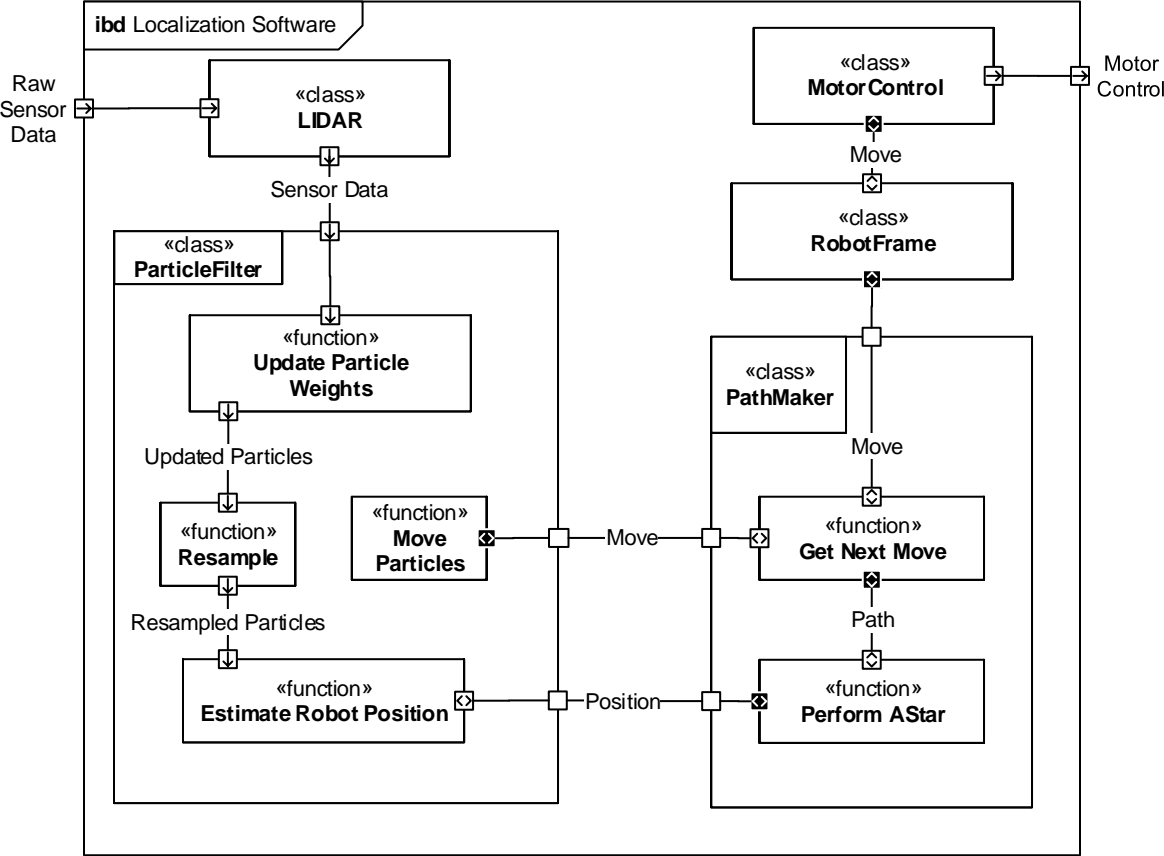 ibd Localization Software
Raw
Sensor
Data
«class»
LIDAR
Sensor Data
«class»
ParticleFilter
«function»
Update Particle
Weights
Updated Particles
«function»
Resample
Resampled Particles
«function»
Estimate Robot Position
«function»
Move
Particles
Move
Position
«class»
MotorControl
Motor
Control
Move
«class»
RobotFrame
«class»
PathMaker
Move
«function»
Get Next Move
Path
«function»
Perform AStar